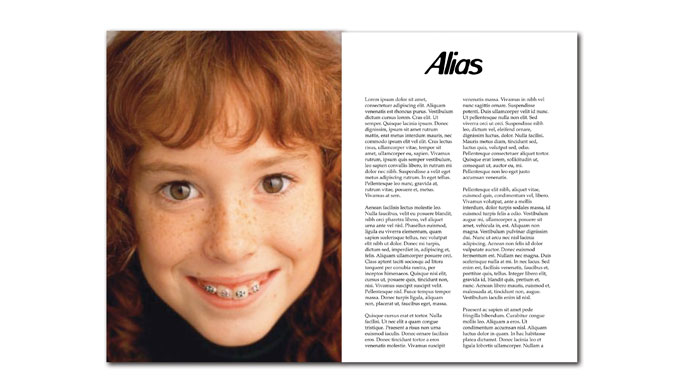 Alias
Lorem ipsum dolor sit amet,
consectetuer adipiscing elit. Aliquam
venenatis est rhoncus purus. Vestibulum
dictum cursus lorem. Cras elit. Ut
semper. Quisque lacinia ipsum. Donec
dignissim, ipsum sit amet rutrum
mattis, erat metus interdum mauris, nec
commodo ipsum elit vel elit. Cras lectus
risus, ullamcorper vitae, tempor sit
amet, ullamcorper eu, sapien. Vivamus
rutrum, ipsum quis semper vestibulum,
leo sapien convallis libero, in rutrum mi
dolor nec nibh. Suspendisse a velit eget
metus adipiscing rutrum. In eget tellus.
Pellentesque leo nunc, gravida at,
rutrum vitae, posuere et, metus.
Vivamus at sem.
Aenean facilisis lectus molestie leo.
Nulla faucibus, velit eu posuere blandit,
nibh orci pharetra libero, vel aliquet
urna ante vel nisl. Phasellus euismod,
ligula eu viverra elementum, quam
sapien scelerisque tellus, nec volutpat
elit nibh ut dolor. Donec mi turpis,
dictum sed, imperdiet in, adipiscing et,
felis. Aliquam ullamcorper posuere orci.
Class aptent taciti sociosqu ad litora
torquent per conubia nostra, per
inceptos himenaeos. Quisque nisl elit,
cursus ut, posuere quis, tincidunt non,
nisi. Vivamus suscipit suscipit velit.
Pellentesque nisl. Fusce tempus tempor
massa. Donec turpis ligula, aliquam
non, placerat ut, faucibus eget, massa.
Quisque cursus erat et tortor. Nulla
facilisi. Ut nec elit a quam congue
tristique. Praesent a risus non urna
euismod iaculis. Donec ornare facilisis
eros. Donec tincidunt tortor a eros
venenatis molestie. Vivamus suscipit
venenatis massa. Vivamus in nibh vel
nunc sagittis ornare. Suspendisse
potenti. Duis ullamcorper velit id nunc.
Ut pellentesque nulla non elit. Sed
viverra orci ut orci. Suspendisse nibh
leo, dictum vel, eleifend ornare,
dignissim luctus, dolor. Nulla facilisi.
Mauris metus diam, tincidunt sed,
luctus quis, volutpat sed, odio.
Pellentesque consectetuer aliquet tortor.
Quisque erat lorem, sollicitudin ut,
consequat ut, auctor eu, mi.
Pellentesque non leo eget justo
accumsan venenatis.
Pellentesque elit nibh, aliquet vitae,
euismod quis, condimentum vel, libero.
Vivamus volutpat, ante a mollis
interdum, dolor turpis sodales massa, id
euismod turpis felis a odio. Vestibulum
augue mi, ullamcorper a, posuere sit
amet, vehicula in, est. Aliquam non
magna. Vestibulum pulvinar dignissim
dui. Nunc ut arcu nec nisl lacinia
adipiscing. Aenean non felis id dolor
vulputate auctor. Donec euismod
fermentum est. Nullam nec magna. Duis
scelerisque nulla at mi. In nec lacus. Sed
enim est, facilisis venenatis, faucibus et,
porttitor quis, tellus. Integer libero elit,
gravida id, tincidunt quis, pretium et,
nunc. Aenean libero mauris, euismod et,
malesuada at, tincidunt non, augue.
Vestibulum iaculis enim id nisl.
Praesent ac sapien sit amet pede
fringilla bibendum. Curabitur congue
mollis leo. Aliquam a eros. Ut
condimentum accumsan nisl. Aliquam
lobortis ullamcorper. In hac habitasse
platea dictumst. Donec lacinia leo et
ligula lobortis ullamcorper. Nullam a